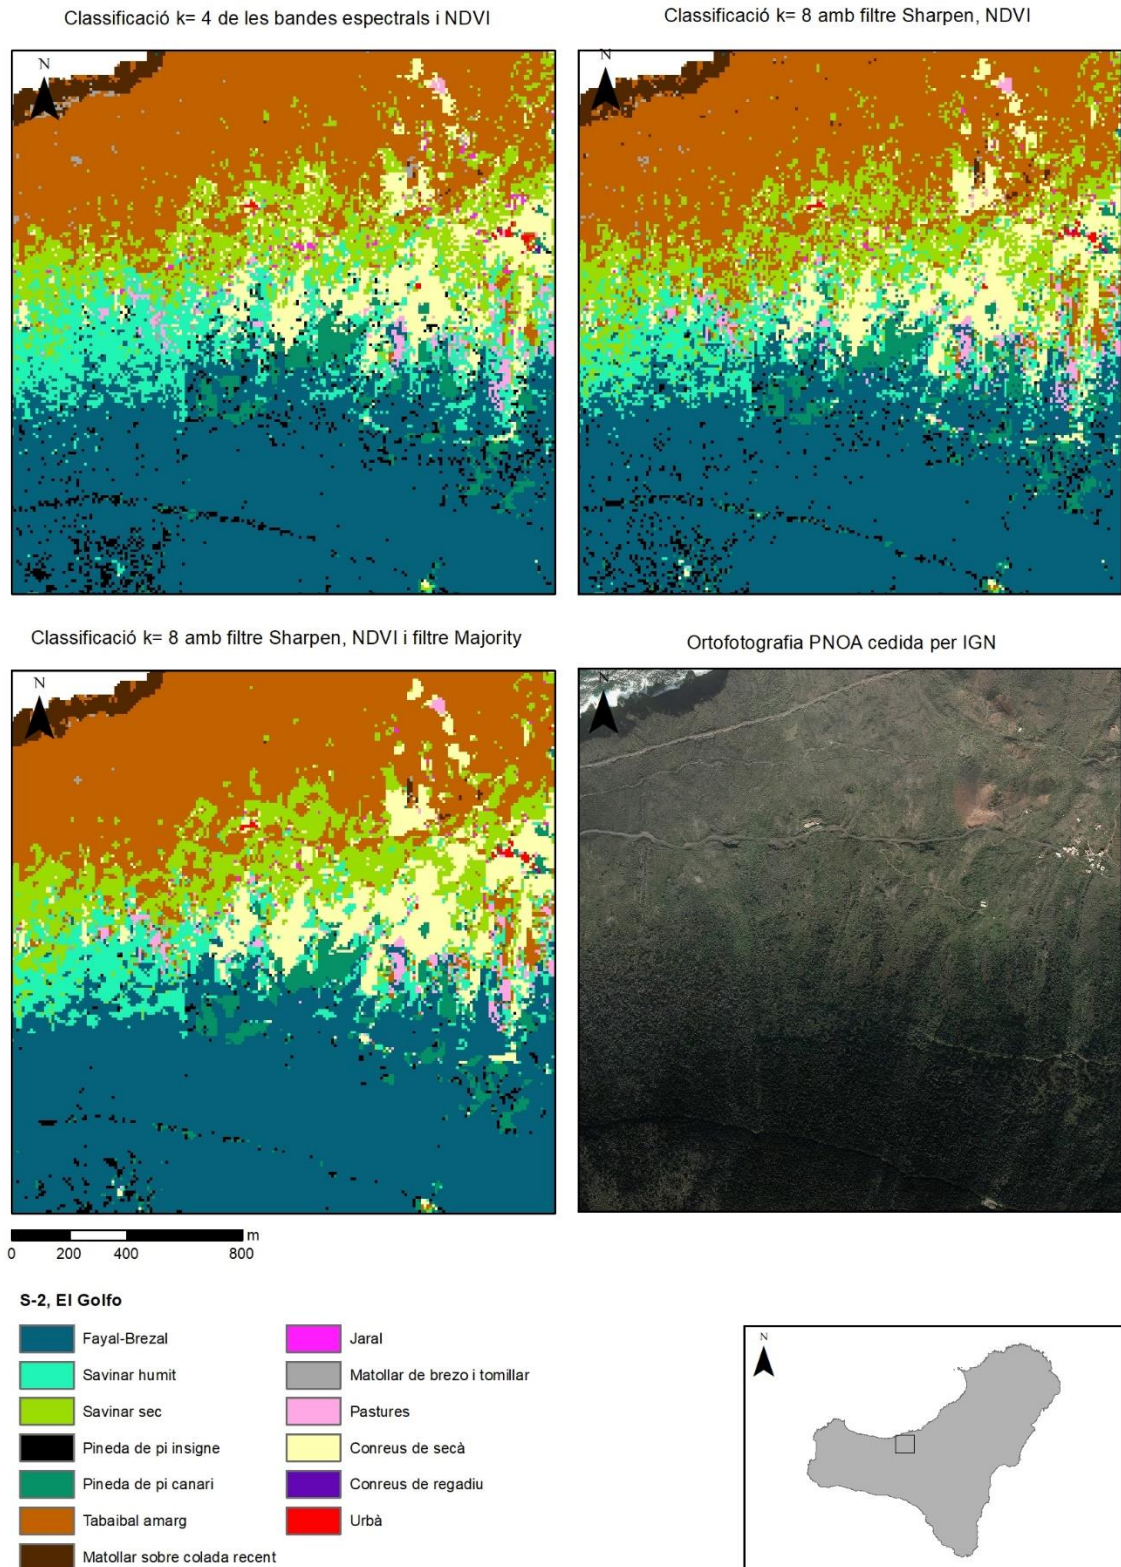 Classificació k= 4 de les bandes espectrals i NDVI
Classificació k= 8 amb filtre Sharpen, NDVI
N
N
Classificació k= 8 amb filtre Sharpen, NDVI i filtre Majority
Ortofotografia PNOA cedida per IGN
N
N
m
0 200 400 800
S-2, El Golfo
Fayal-Brezal
Savinar humit
Savinar sec
Pineda de pi insigne
Pineda de pi canari
Tabaibal amarg
Matollar sobre colada recent
Jaral
Matollar de brezo i tomillar
Pastures
Conreus de secà
Conreus de regadiu
Urbà
N